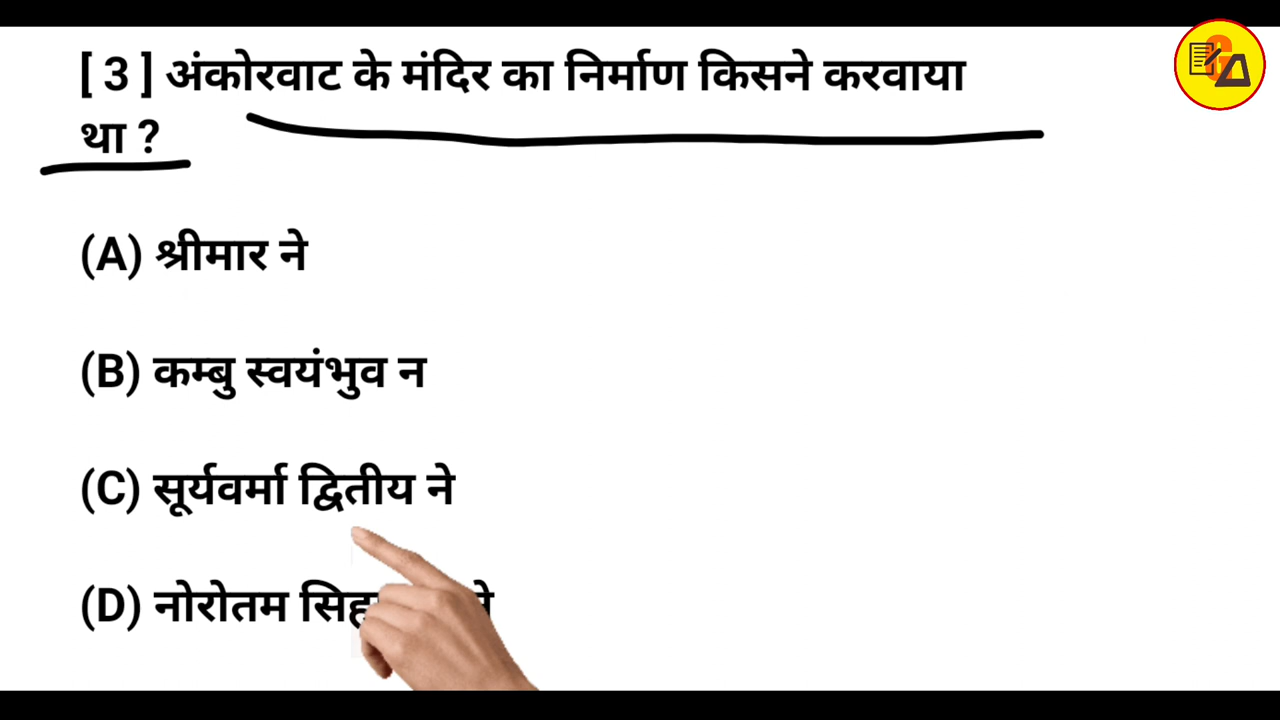 [ 3 ] अंकोरवाट के मंदिर का निर्माण किसने करवाया
था ?
(A) श्रीमार ने
(B) कम्बु स्वयंभुव न
(C) सूर्यवर्मा द्वितीय ने
(D) नोरोतम